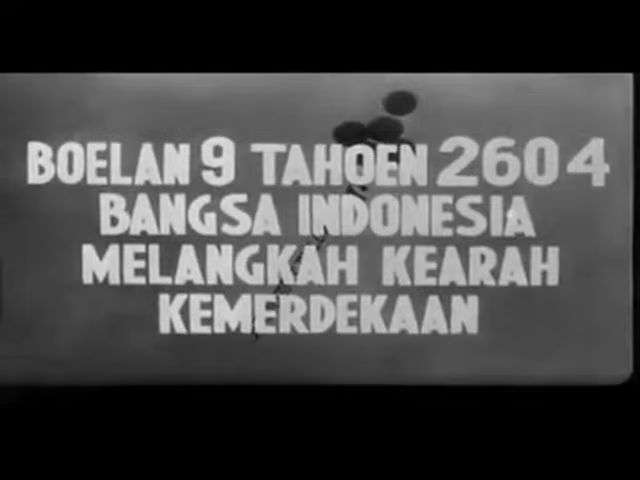 BOELAN 9 TAHOEN 2604
BANGSA INDONESIA
MELANGKAH KEARAH
KEMERDEKAAN